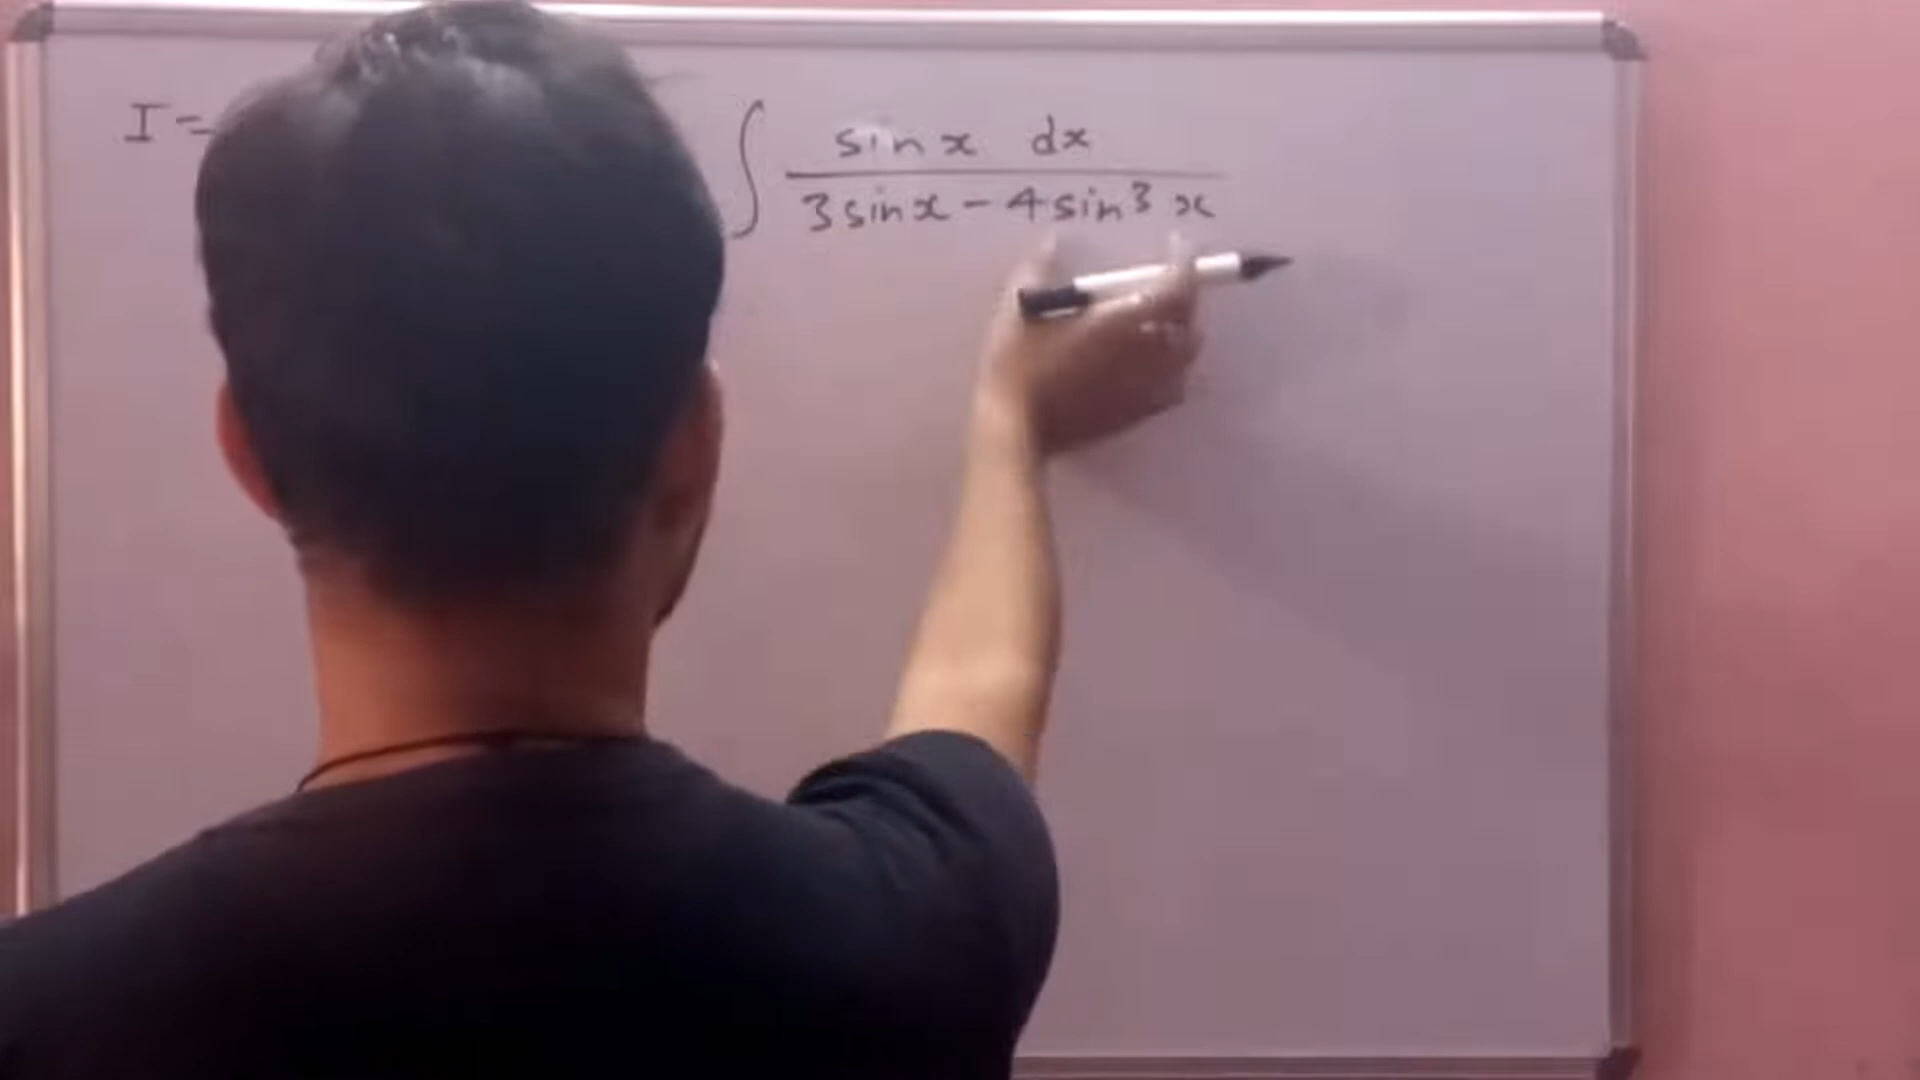 I = ∫ sin x dx / 3 sin x - 4 sin³ x